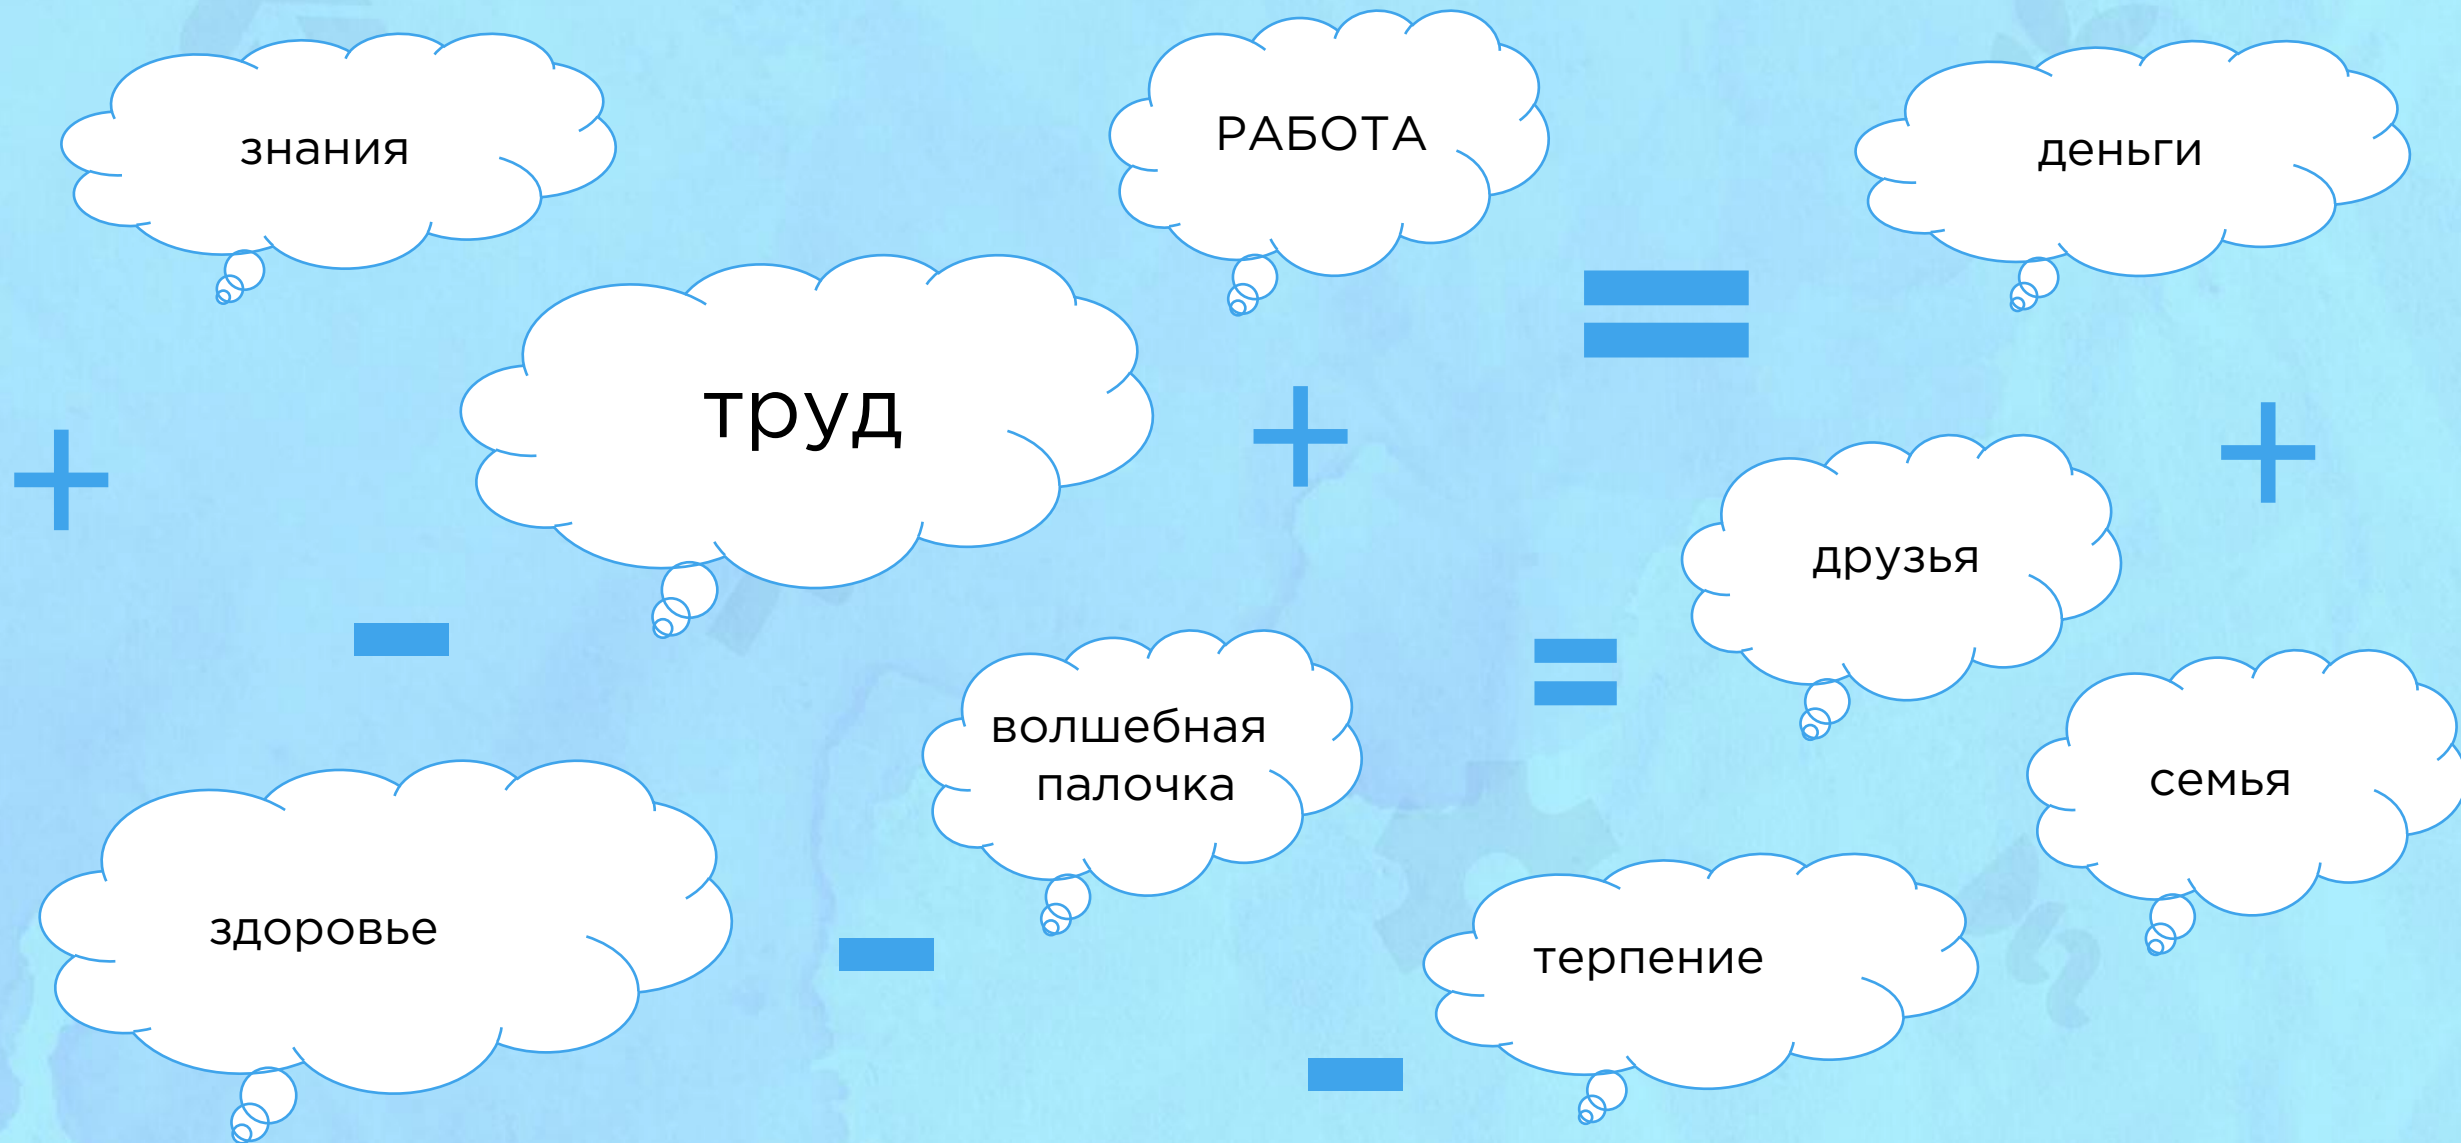 знания
РАБОТА
деньги
=
труд
+
+
+
друзья
-
=
волшебная
палочка
семья
здоровье
-
терпение
-